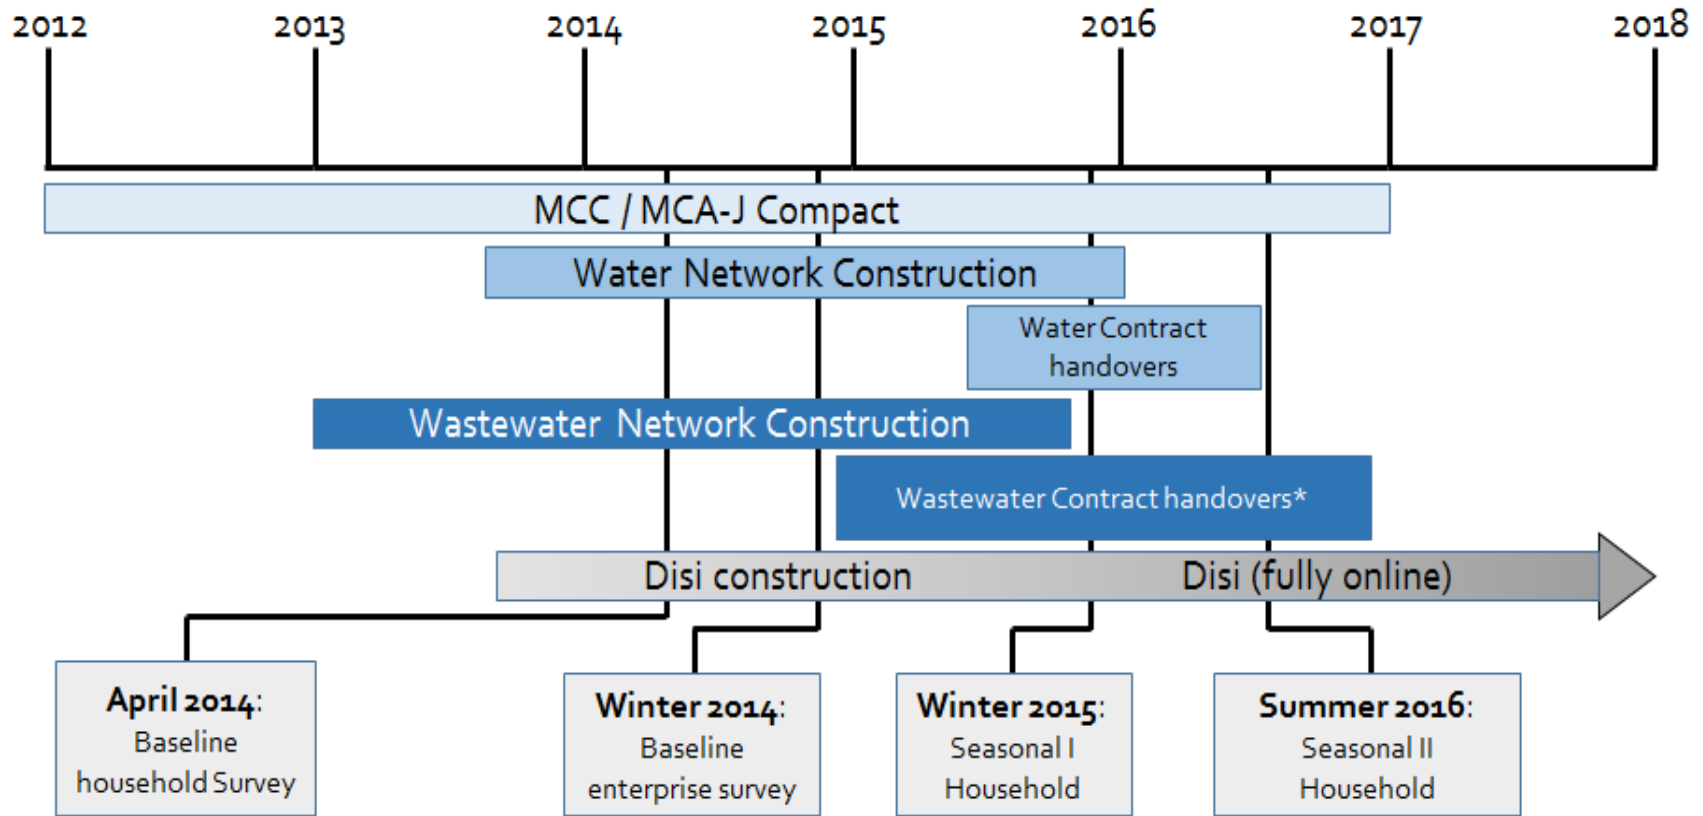 2012 2013 2014 2015 2016 2017 2018
MCC / MCA-J Compact
Water Network Construction
Water Contract
handovers
Wastewater Network Construction
Wastewater Contract handovers*
Disi construction
Disi (fully online)
April 2014:
Baseline
household Survey
Winter 2014:
Baseline
enterprise survey
Winter 2015:
Seasonal I
Household
Summer 2016:
Seasonal II
Household